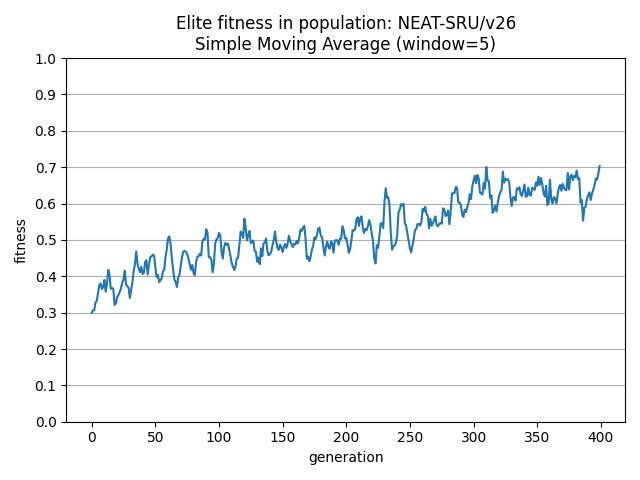 Elite fitness in population: NEAT-SRU/v26
Simple Moving Average (window=5)
1.0
0.9
0.8
0.7
0.6
0.5
0.4
0.3
0.2
0.1
0.0
fitness
0 50 100 150 200 250 300 350 400
generation